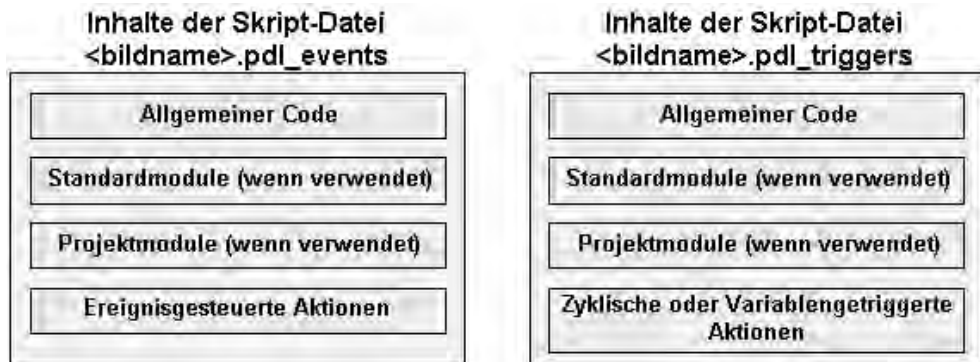 Inhalte der Skript-Datei
<bildname>.pdl_events
Allgemeiner Code
Standardmodule (wenn verwendet)
Projektmodule (wenn verwendet)
Ereignisgesteuerte Aktionen
Inhalte der Skript-Datei
<bildname>.pdl_triggers
Allgemeiner Code
Standardmodule (wenn verwendet)
Projektmodule (wenn verwendet)
Zyklische oder Variablengetriggerte
Aktionen